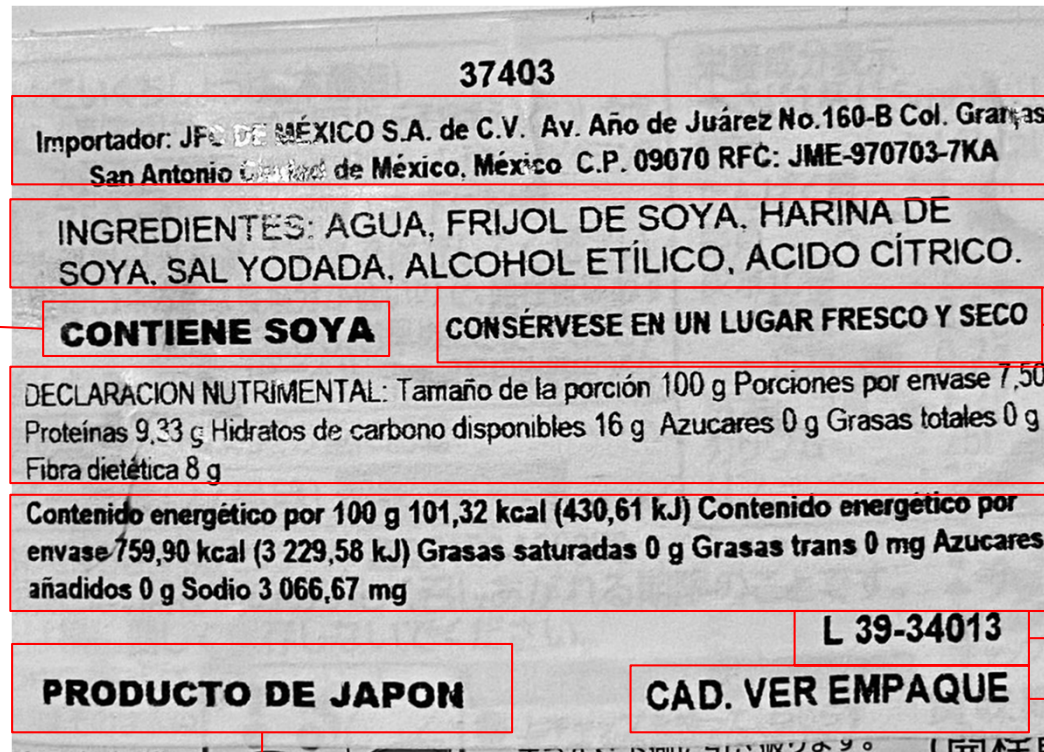 37403
Importador: JFC DE MÉXICO S.A. de C.V. Av. Año de Juárez No.160-B Col. Granjas
San Antonio Ciudad de México, México C.P. 09070 RFC: JME-970703-7KA
INGREDIENTES: AGUA, FRIJOL DE SOYA, HARINA DE
SOYA, SAL YODADA, ALCOHOL ETÍLICO, ACIDO CÍTRICO.
CONTIENE SOYA
CONSÉRVESE EN UN LUGAR FRESCO Y SECO
DECLARACION NUTRIMENTAL: Tamaño de la porción 100 g Porciones por envase 7,50
Proteínas 9,33 g Hidratos de carbono disponibles 16 g Azucares 0 g Grasas totales 0 g
Fibra dietética 8 g
Contenido energético por 100 g 101,32 kcal (430,61 kJ) Contenido energético por
envase 759,90 kcal (3 229,58 kJ) Grasas saturadas 0 g Grasas trans 0 mg Azucares
añadidos 0 g Sodio 3 066,67 mg
L 39-34013
PRODUCTO DE JAPON
CAD. VER EMPAQUE